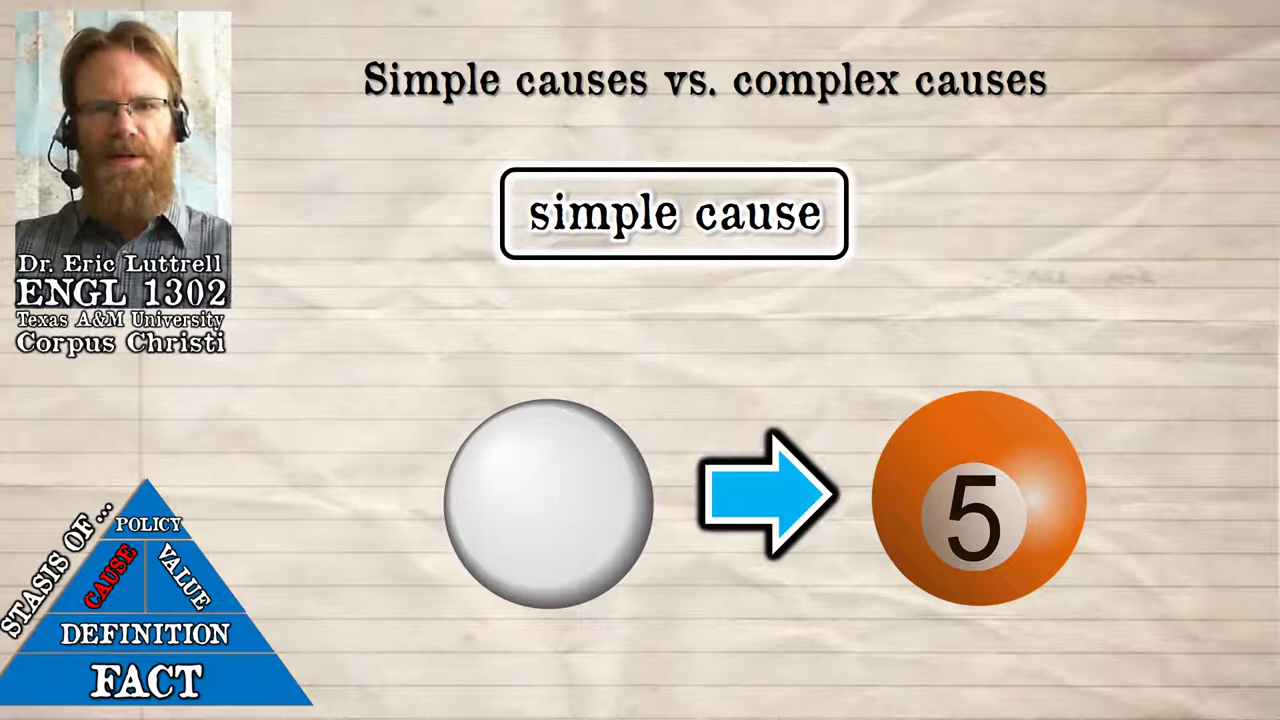 Simple causes vs. complex causes
simple cause
Dr. Eric Luttrell
ENGL 1302
Texas A&M University
Corpus Christi
5
STASIS OF...
POLICY
CAUSE
VALUE
DEFINITION
FACT